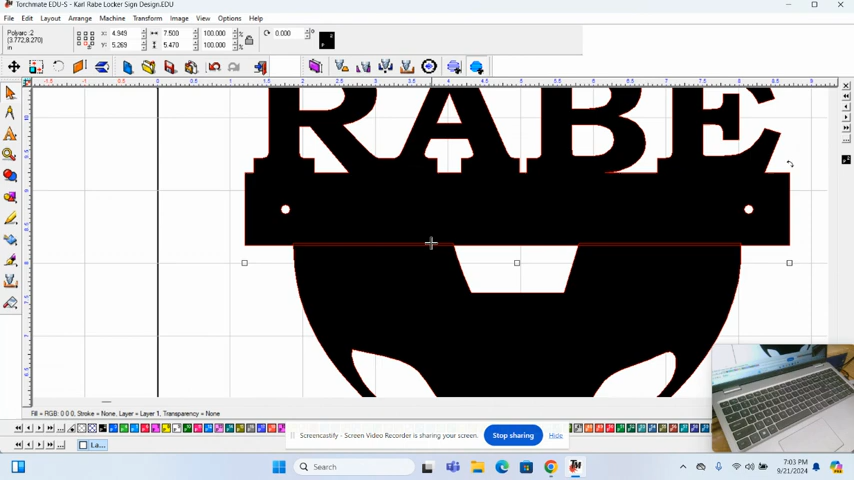 Torchmate EDU-S - Karl Rabe Locker Sign Design.EDU
File Edit Layout Arrange Machine Transform Image View Options Help
Polyarc :2
(3.772,8.270)
in
x: 4.949
y: 5.269
7.500
5.470
100.000
100.000
0.000
RABE
Fill = RGB: 0 0 0, Stroke = None, Layer = Layer 1, Transparency = None
La...
Screencastify - Screen Video Recorder is sharing your screen.
Stop sharing
Hide
Search
7:03 PM
9/21/2024